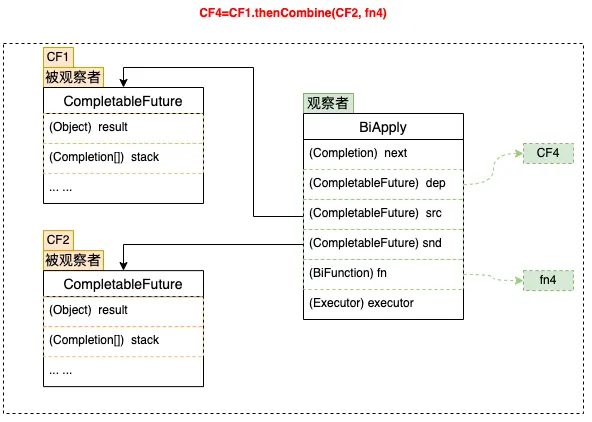 CF4=CF1.thenCombine(CF2, fn4)
CF1
被观察者
CompletableFuture
(Object) result
(Completion[]) stack
... ...
CF2
被观察者
CompletableFuture
(Object) result
(Completion[]) stack
... ...
观察者
BiApply
(Completion) next
(CompletableFuture) dep
(CompletableFuture) src
(CompletableFuture) snd
(BiFunction) fn
(Executor) executor
CF4
fn4